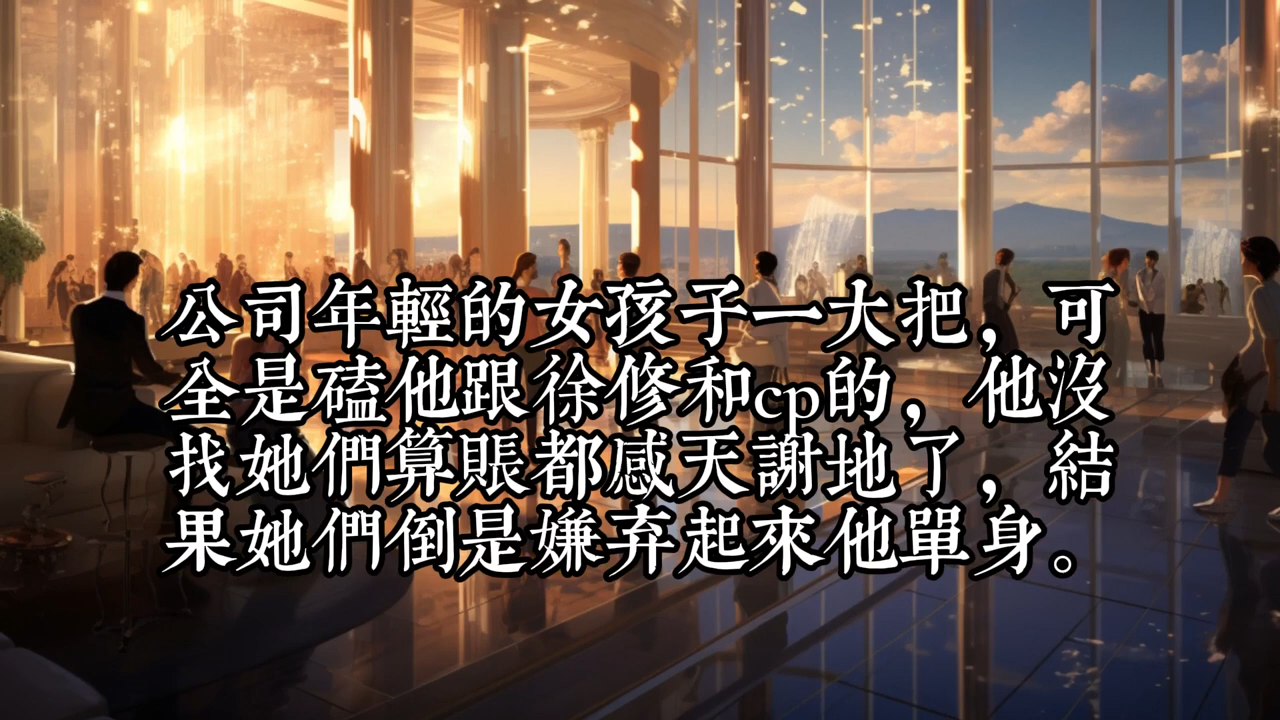 公司年輕的女孩子一大把，可
全是磕他跟徐修和cp的，他沒
找她們算賬都感天謝地了，結
果她們倒是嫌弃起來他單身。